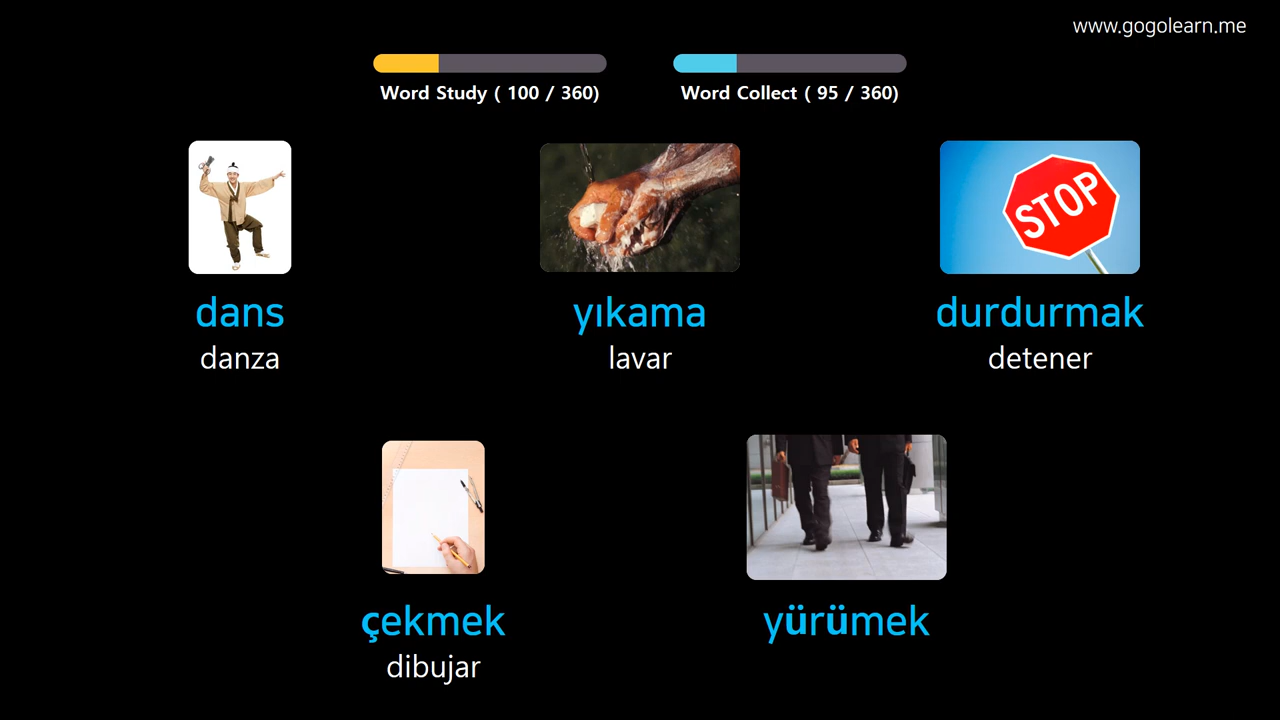 www.gogolearn.me
Word Study ( 100 / 360)
Word Collect ( 95 / 360)
STOP
dans
danza
yıkama
lavar
durdurmak
detener
çekmek
dibujar
yürümek